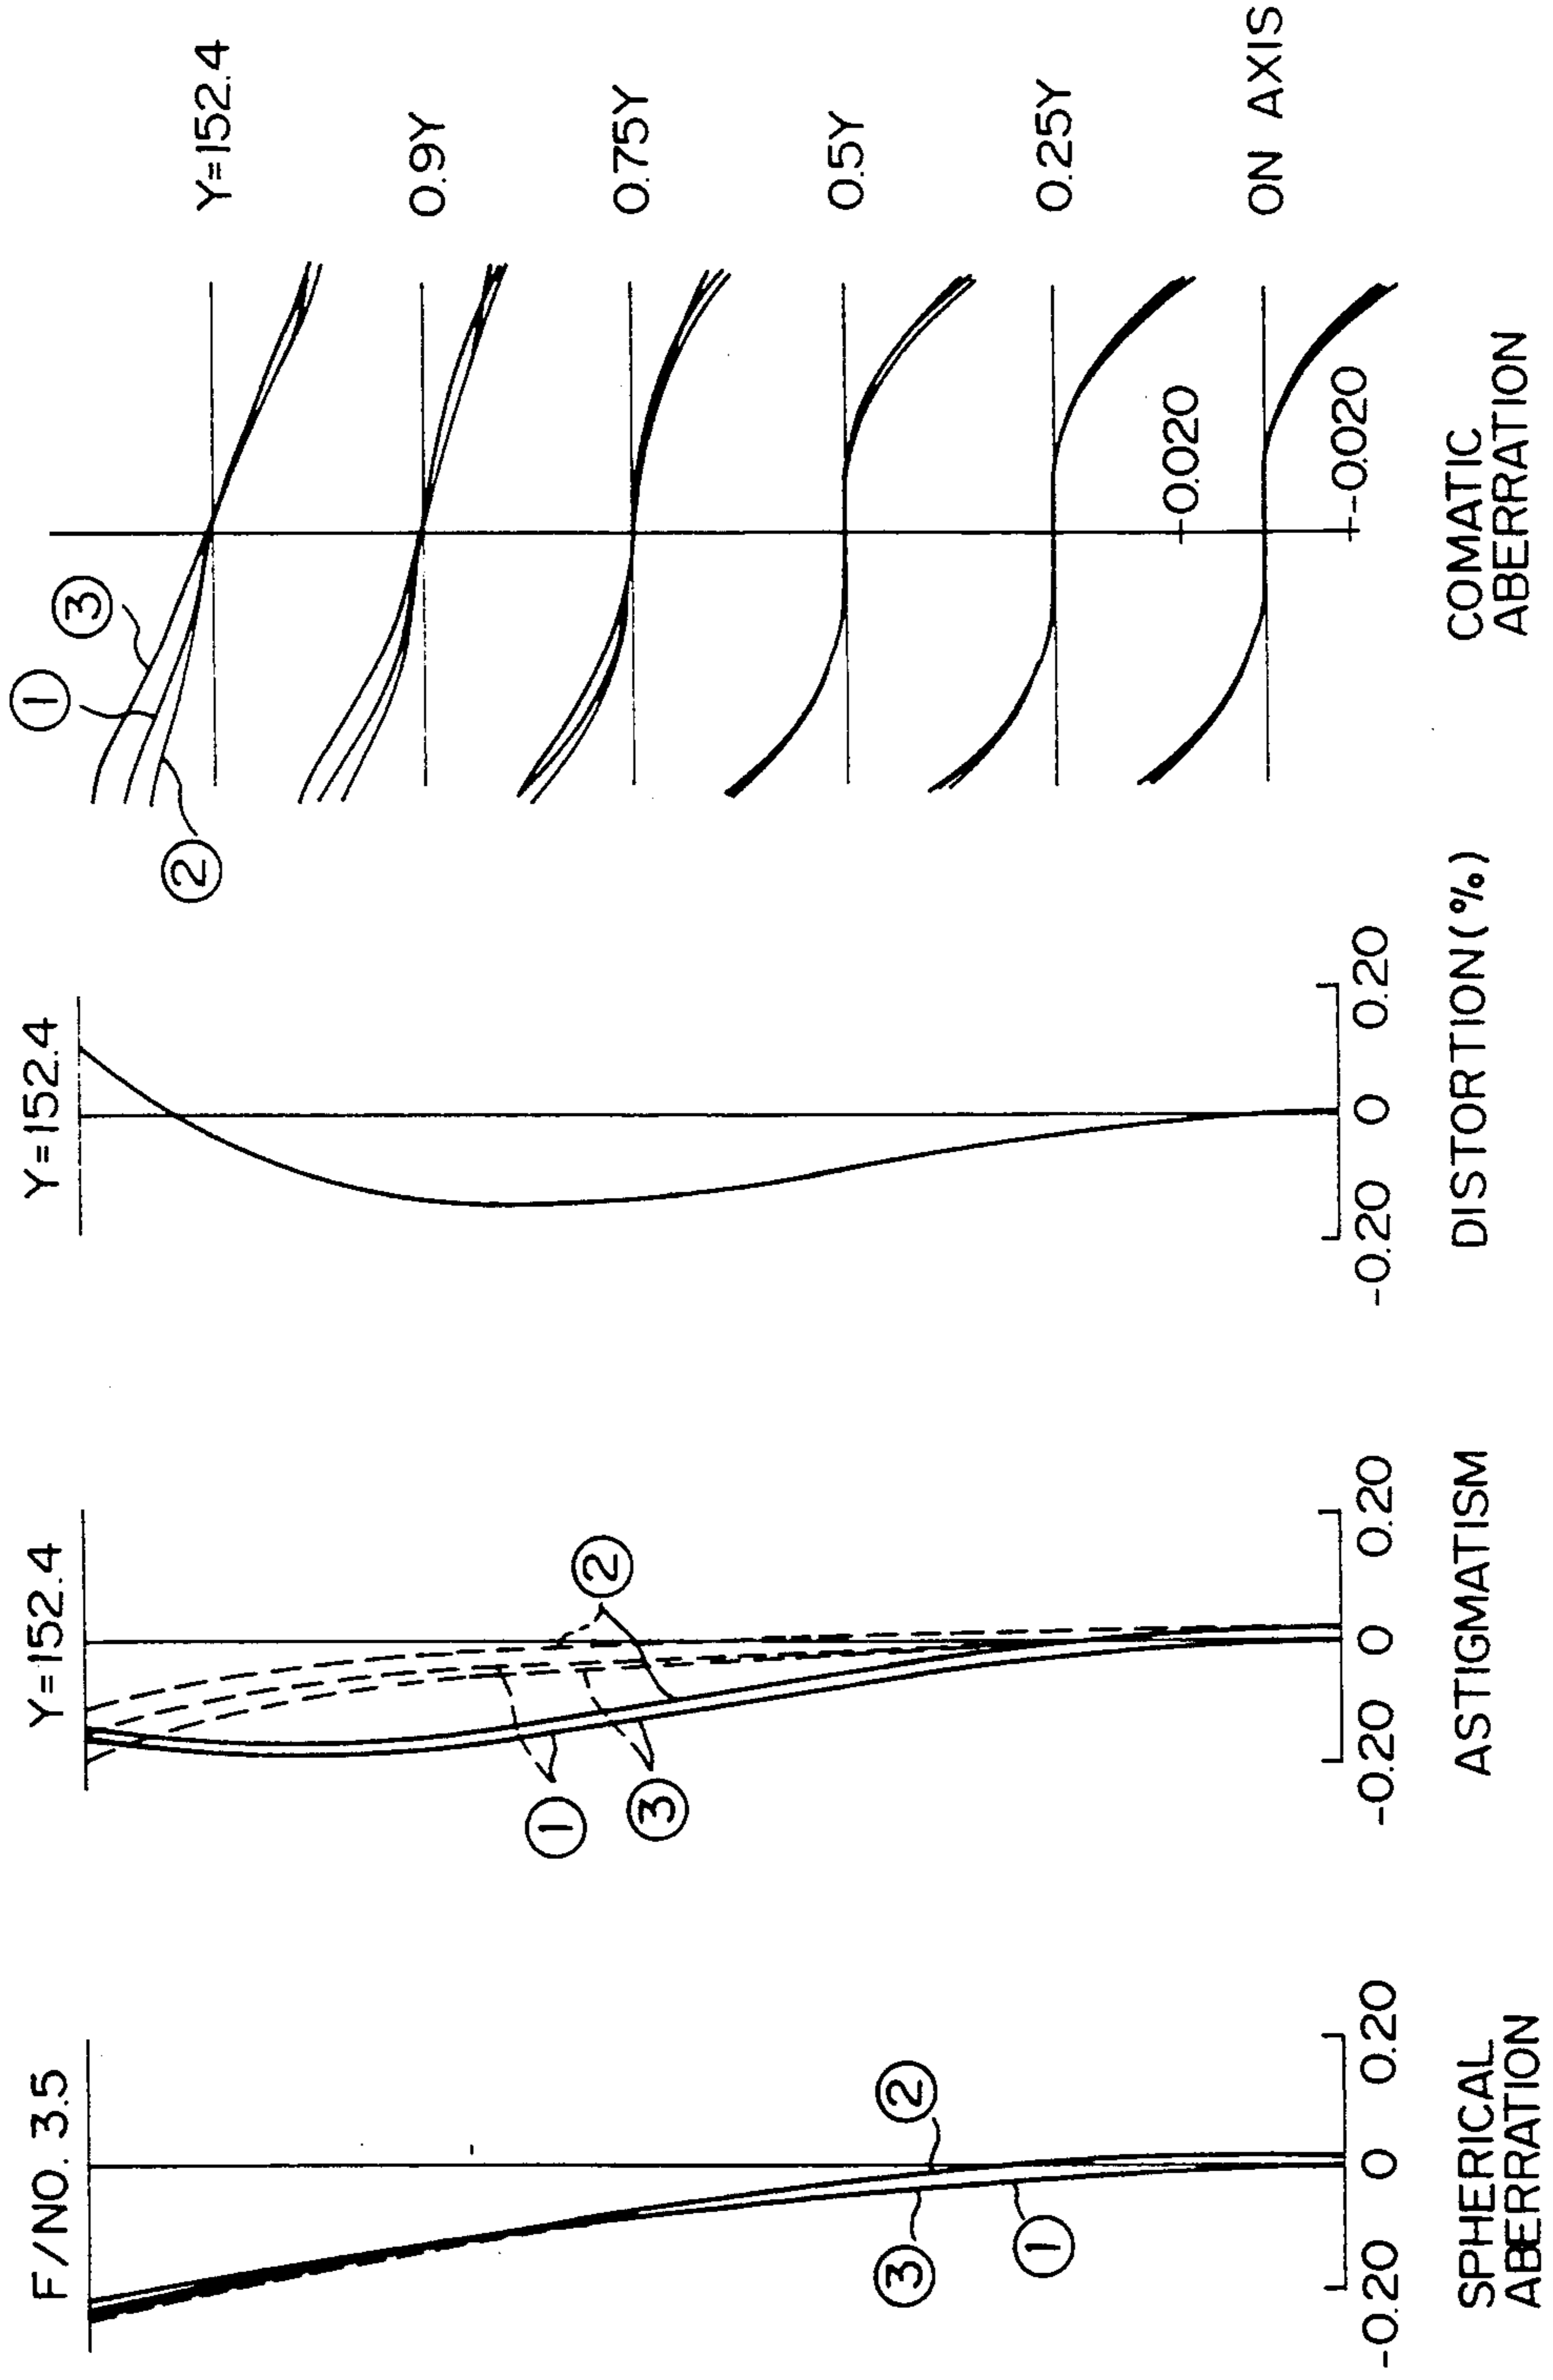 F/NO. 3.5
②
③
①
-0.20 0 0.20
SPHERICAL
ABERRATION
Y=152.4
②
①
③
-0.20 0 0.20
ASTIGMATISM
Y=152.4
-0.20 0 0.20
DISTORTION(%)
①
③
②
Y=152.4
0.9Y
0.75Y
0.5Y
0.25Y
0.020
ON AXIS
-0.020
COMATIC
ABERRATION